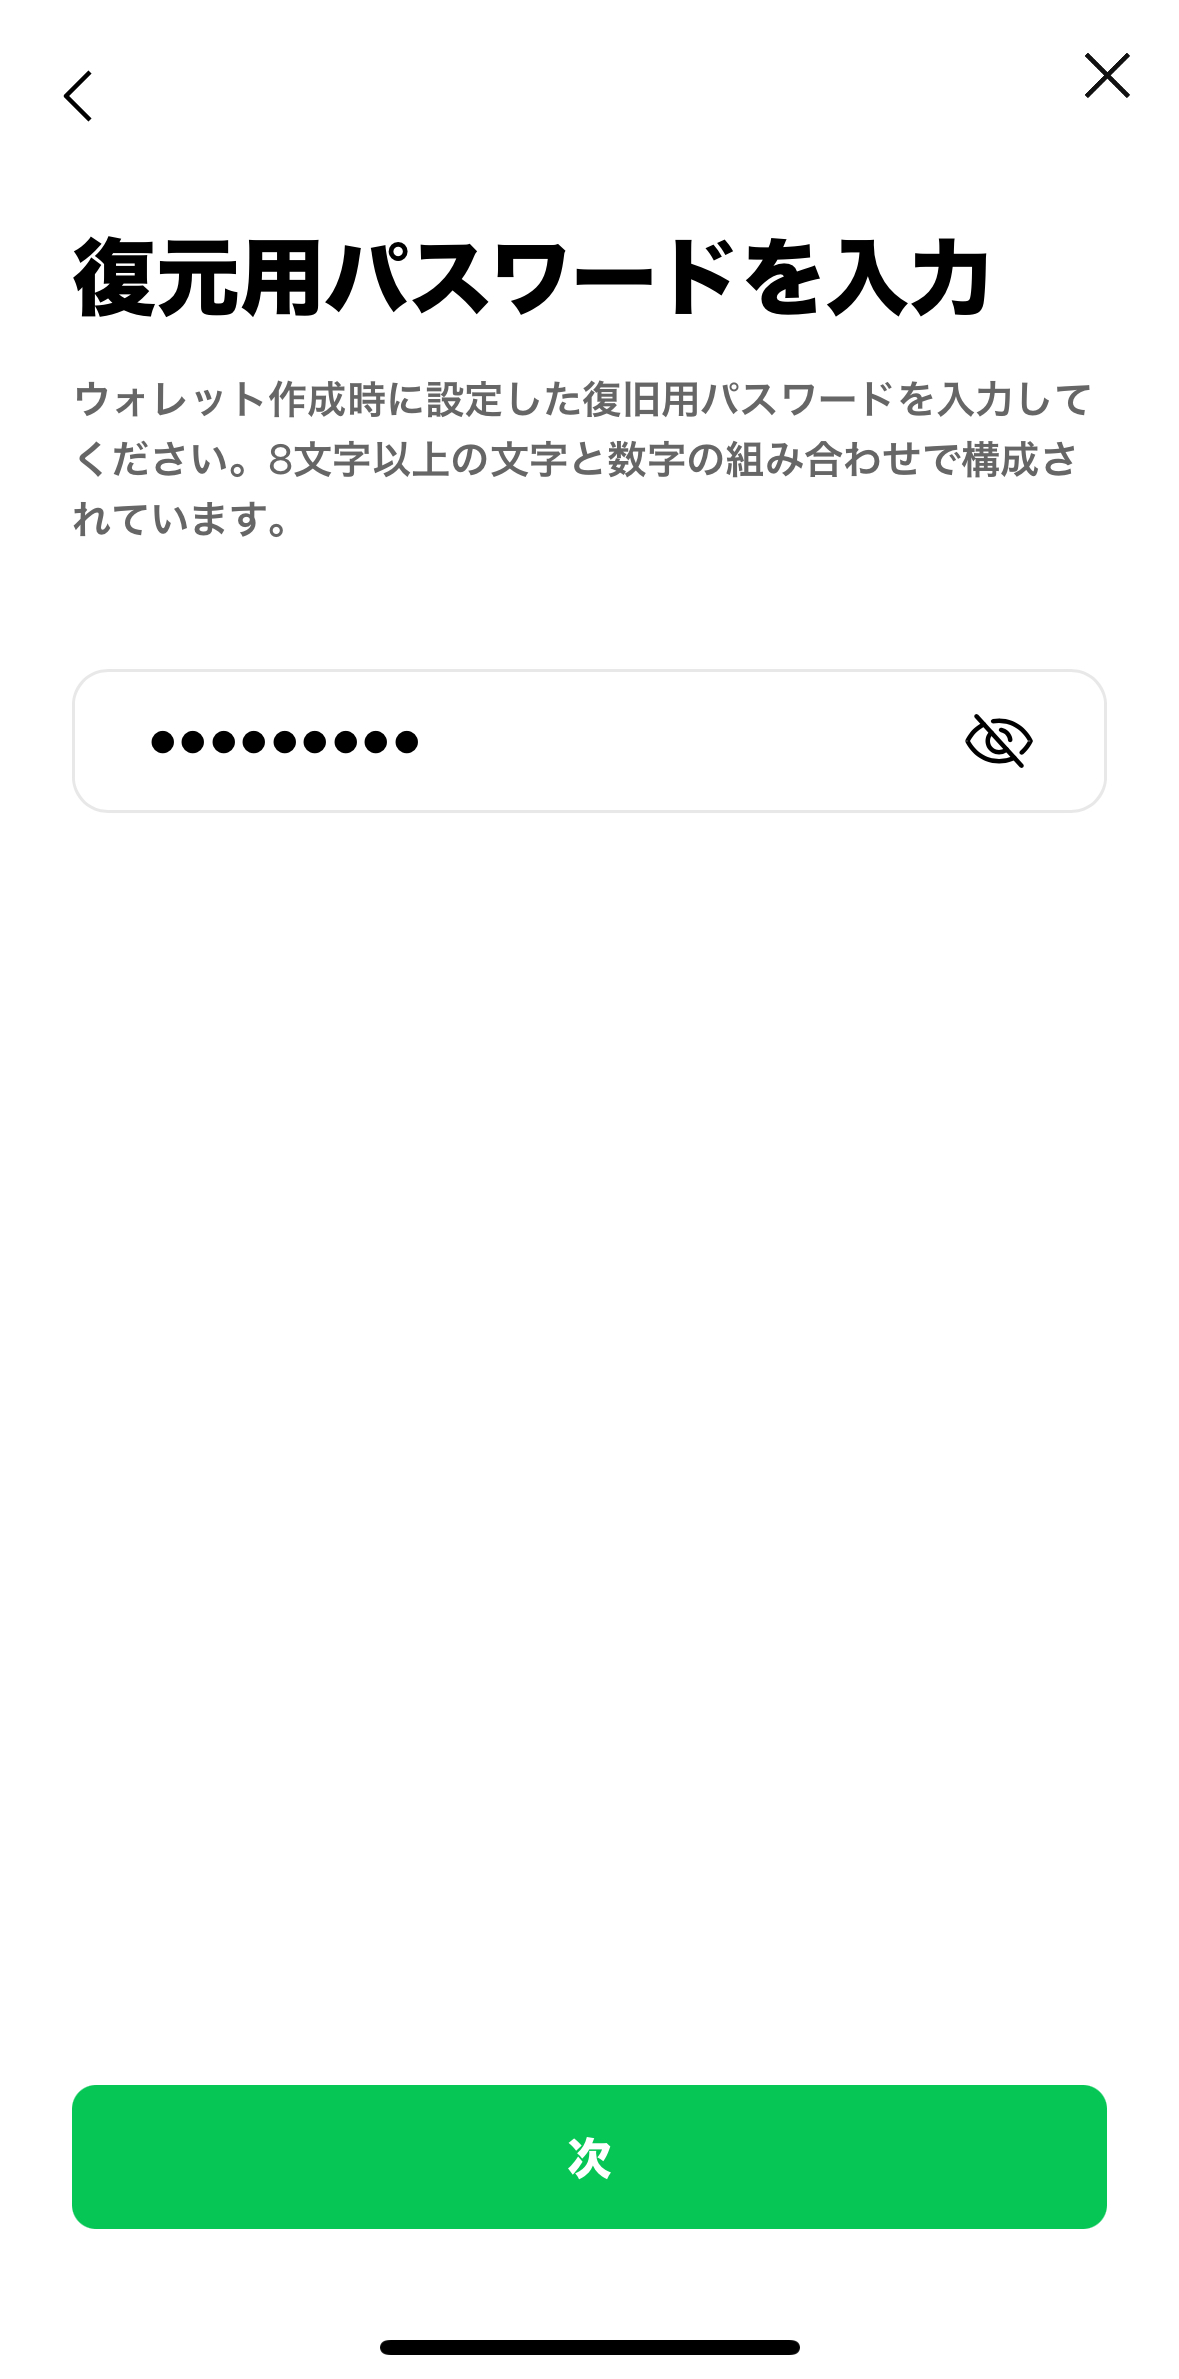 復元用パスワードを入力
ウォレット作成時に設定した復旧用パスワードを入力して
ください。8文字以上の文字と数字の組み合わせで構成さ
れています。
●●●●●●●●●
次